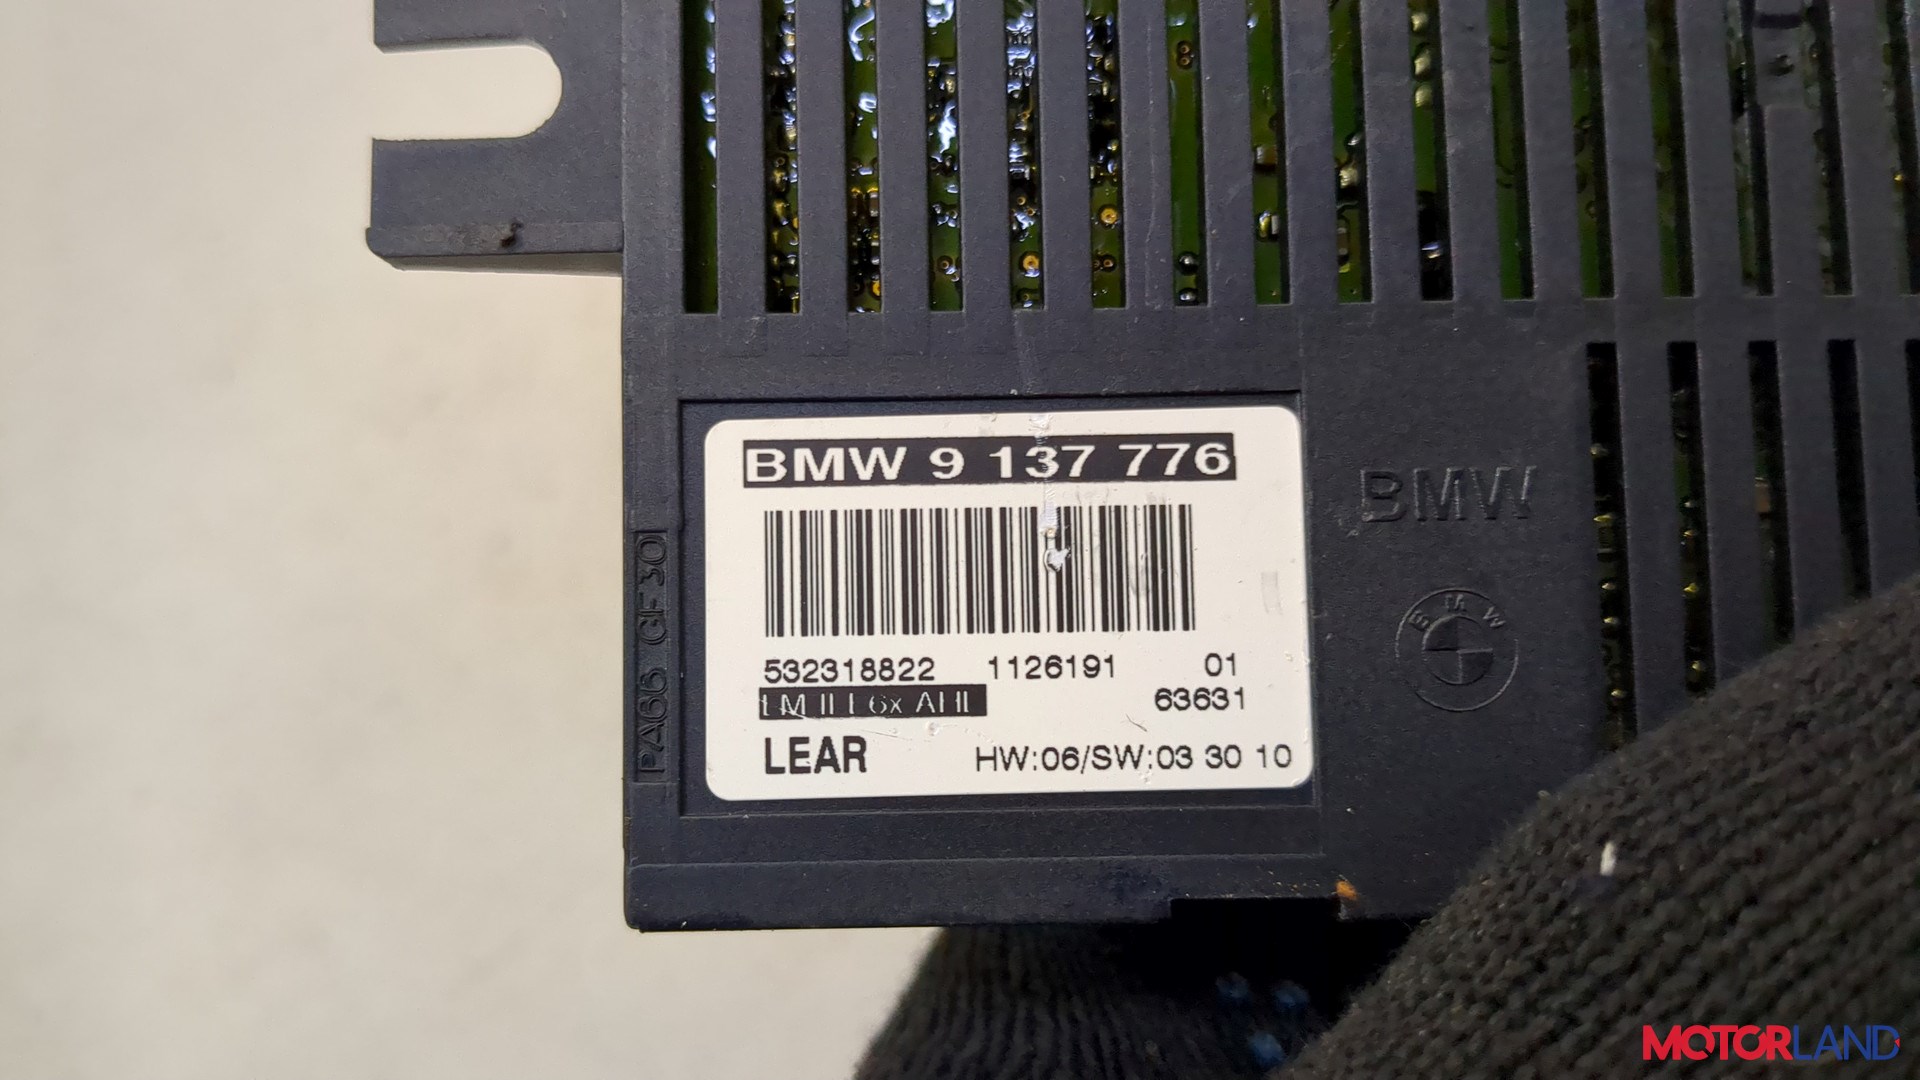 BMW 9 137 776
532318822 1126191 01
LM II E6x AHL
63631
LEAR HW:06/SW:03 30 10
PA66 GF30
BMW
BMW
MOTORLAND